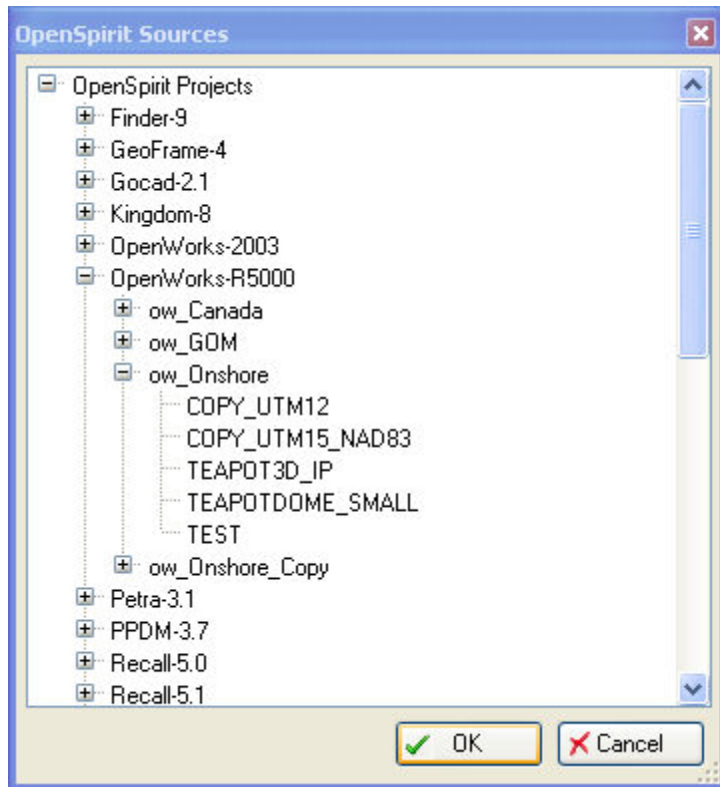 OpenSpirit Sources
OpenSpirit Projects
Finder-9
GeoFrame-4
Gocad-2.1
Kingdom-8
OpenWorks-2003
OpenWorks-R5000
ow_Canada
ow_GOM
ow_Onshore
COPY_UTM12
COPY_UTM15_NAD83
TEAPOT3D_IP
TEAPOTDOME_SMALL
TEST
ow_Onshore_Copy
Petra-3.1
PPDM-3.7
Recall-5.0
Recall-5.1
OK Cancel